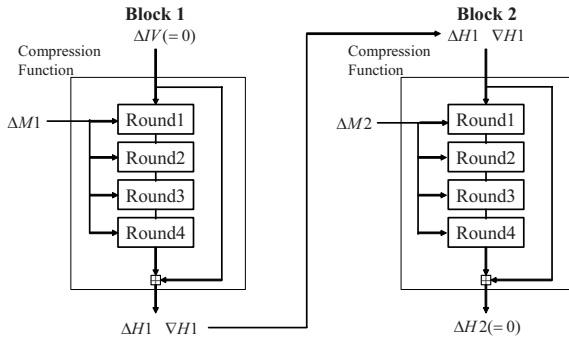 Block 1
ΔIV(= 0)
Compression
Function
ΔM1
Round1
Round2
Round3
Round4
ΔH1 ∇H1
Block 2
ΔH1 ∇H1
Compression
Function
ΔM2
Round1
Round2
Round3
Round4
ΔH2(= 0)